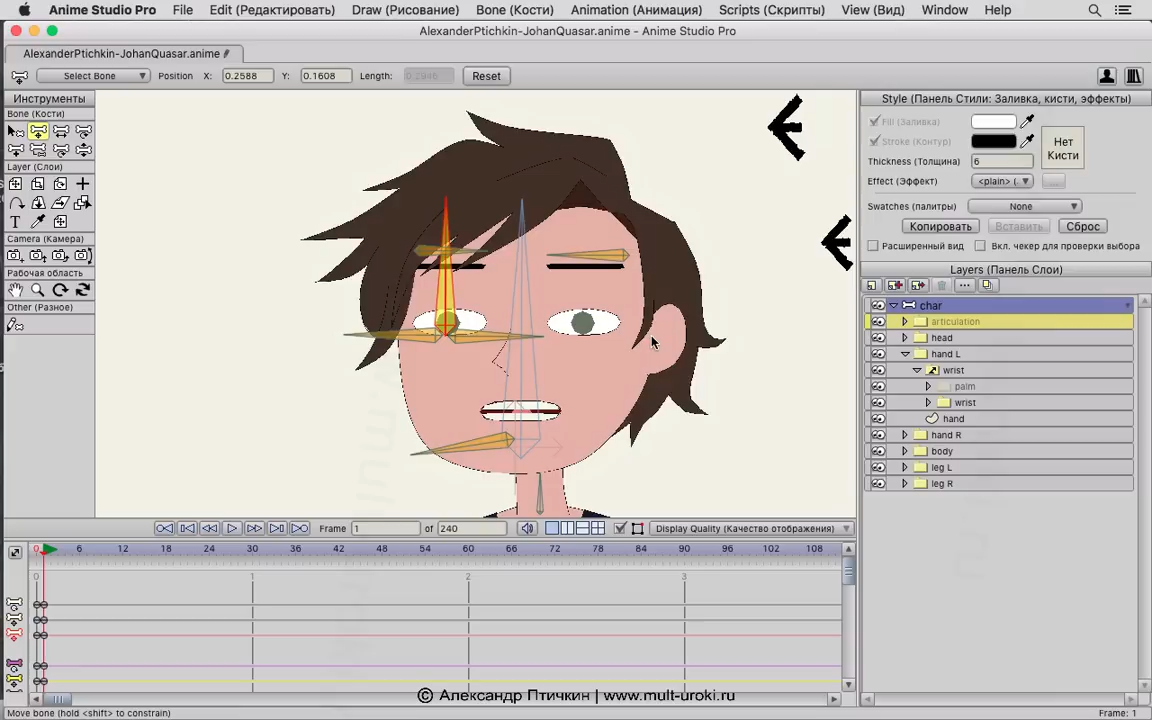 Anime Studio Pro File Edit (Редактировать) Draw (Рисование) Bone (Кости) Animation (Анимация) Scripts (Скрипты) View (Вид) Window Help
AlexanderPtichkin-JohanQuasar.anime - Anime Studio Pro
AlexanderPtichkin-JohanQuasar.anime
Select Bone Position X: 0.2588 Y: 0.1608 Length: 0.2946 Reset
Инструменты
Bone (Кости)
Layer (Слои)
Camera (Камера)
Рабочая область
Other (Разное)
Style (Панель Стили: Заливка, кисти, эффекты)
Fill (Заливка)
Stroke (Контур)
Нет Кисти
Thickness (Толщина) 6
Effect (Эффект) <plain> (
Swatches (палитры) None
Копировать Вставить Сброс
Расширенный вид Вкл. чекер для проверки выбора
Layers (Панель Слои)
char
articulation
head
hand L
wrist
palm
wrist
hand
hand R
body
leg L
leg R
Frame 1 of 240 Display Quality (Качество отображения)
0 6 12 18 24 30 36 42 48 54 60 66 72 78 84 90 96 102 108
0 1 2 3
© Александр Птичкин | www.mult-uroki.ru
Move bone (hold <shift> to constrain) Frame: 1